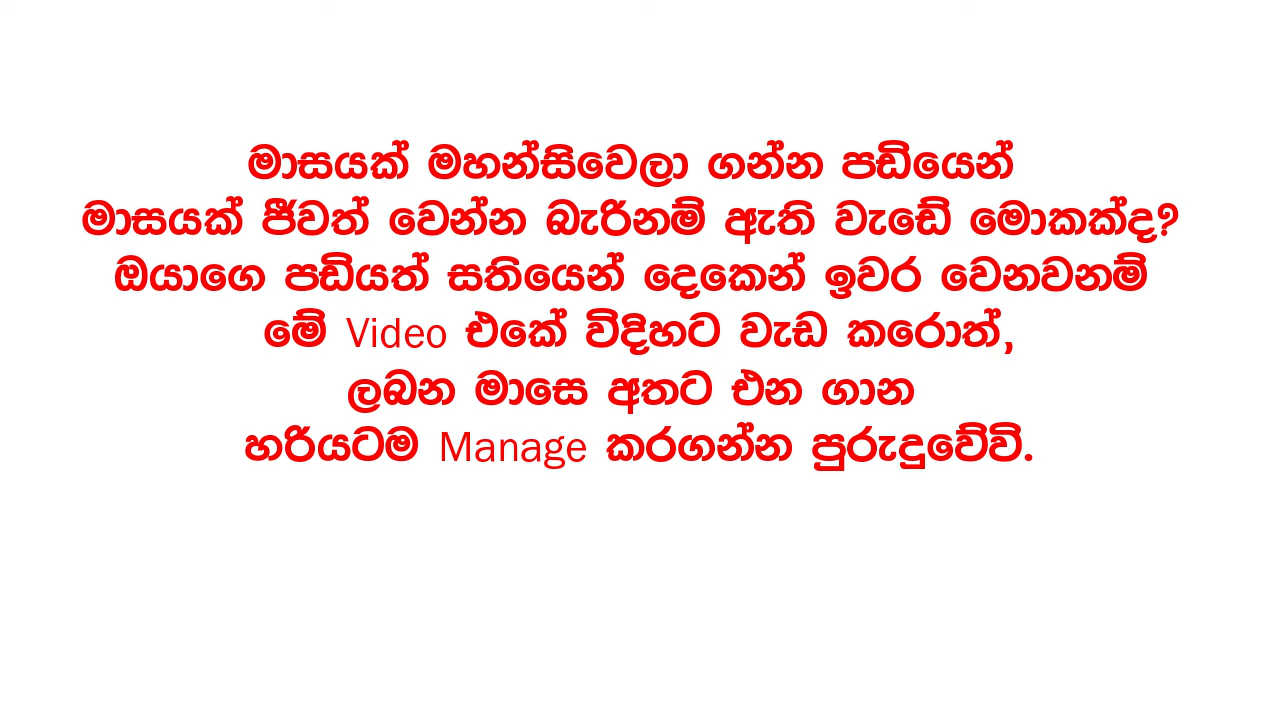 මාසයක් මහන්සිවෙලා ගන්න පඩියෙන්
මාසයක් ජීවත් වෙන්න බැරිනම් ඇති වැඩේ මොකක්ද?
ඔයාගෙ පඩියත් සතියෙන් දෙකෙන් ඉවර වෙනවනම්
මේ Video එකේ විදිහට වැඩ කරොත්,
ලබන මාසෙ අතට එන ගාන
හරියටම Manage කරගන්න පුරුදුවේවි.